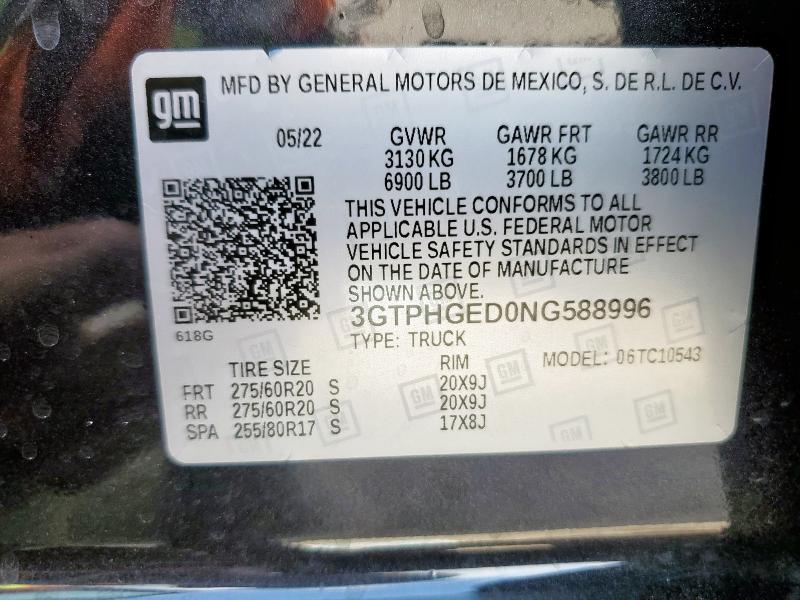 gm
MFD BY GENERAL MOTORS DE MEXICO, S. DE R.L. DE C.V.
05/22 GVWR GAWR FRT GAWR RR
3130 KG 1678 KG 1724 KG
6900 LB 3700 LB 3800 LB
THIS VEHICLE CONFORMS TO ALL
APPLICABLE U.S. FEDERAL MOTOR
VEHICLE SAFETY STANDARDS IN EFFECT
ON THE DATE OF MANUFACTURE
SHOWN ABOVE.
618G
3GTPHGED0NG588996
TYPE: TRUCK
TIRE SIZE RIM MODEL: 06TC10543
FRT 275/60R20 S 20X9J
RR 275/60R20 S 20X9J
SPA 255/80R17 S 17X8J